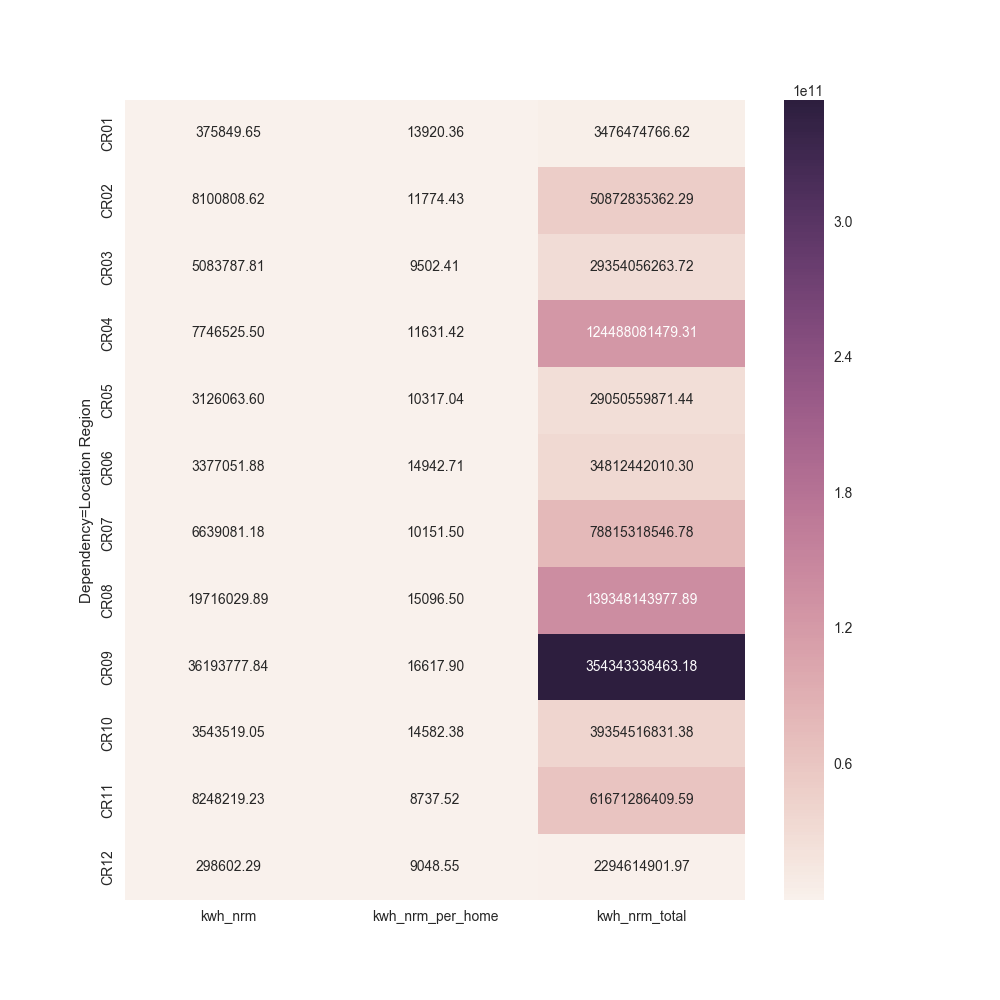 1e11
CR01 375849.65 13920.36 3476474766.62
CR02 8100808.62 11774.43 50872835362.29
3.0
CR03 5083787.81 9502.41 29354056263.72
CR04 7746525.50 11631.42 124488081479.31
2.4
CR05 3126063.60 10317.04 29050559871.44
Dependency=Location Region
CR06 3377051.88 14942.71 34812442010.30
1.8
CR07 6639081.18 10151.50 78815318546.78
CR08 19716029.89 15096.50 139348143977.89
1.2
CR09 36193777.84 16617.90 354343338463.18
CR10 3543519.05 14582.38 39354516831.38
0.6
CR11 8248219.23 8737.52 61671286409.59
CR12 298602.29 9048.55 2294614901.97
kwh_nrm kwh_nrm_per_home kwh_nrm_total